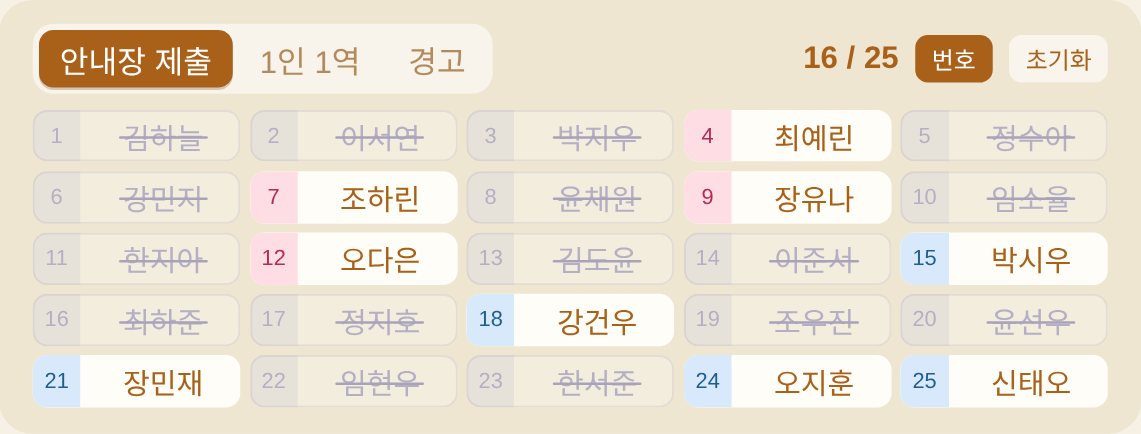 안내장 제출 1인 1역 경고 16 / 25 번호 초기화
1 김하늘 2 이서연 3 박지우 4 최예린 5 정수아
6 강민지 7 조하린 8 윤채원 9 장유나 10 임소율
11 한지아 12 오다은 13 김도윤 14 이준서 15 박시우
16 최하준 17 정지호 18 강건우 19 조우진 20 윤선우
21 장민재 22 임현우 23 한서준 24 오지훈 25 신태오